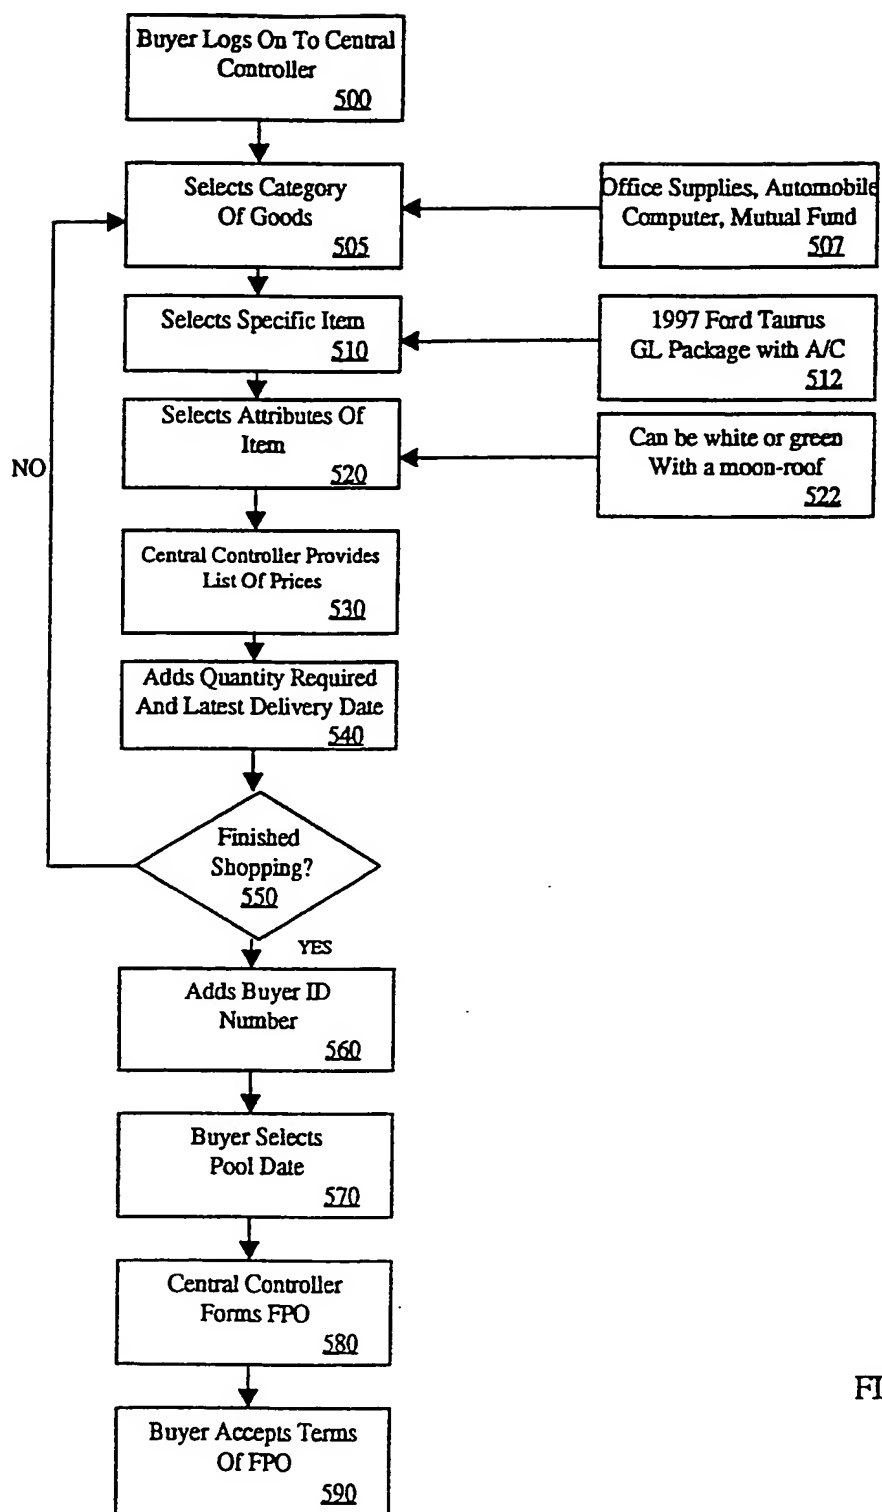 Buyer Logs On To Central
Controller
500
Selects Category
Of Goods
505
Office Supplies, Automobile
Computer, Mutual Fund
507
Selects Specific Item
510
1997 Ford Taurus
GL Package with A/C
512
Selects Attributes Of
Item
520
Can be white or green
With a moon-roof
522
NO
Central Controller Provides
List Of Prices
530
Adds Quantity Required
And Latest Delivery Date
540
Finished
Shopping?
550
YES
Adds Buyer ID
Number
560
Buyer Selects
Pool Date
570
Central Controller
Forms FPO
580
Buyer Accepts Terms
Of FPO
590